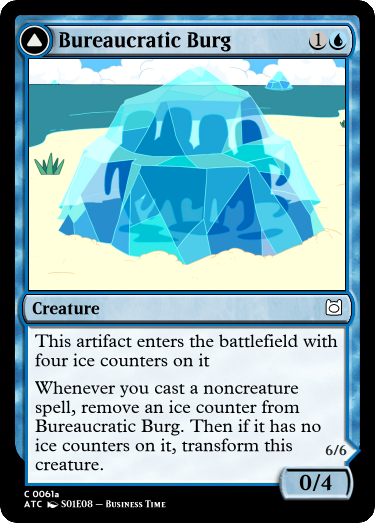 Bureaucratic Burg
1
Creature
This artifact enters the battlefield with
four ice counters on it
Whenever you cast a noncreature
spell, remove an ice counter from
Bureaucratic Burg. Then if it has no
ice counters on it, transform this
creature.
6/6
0/4
C 0061a
ATC S01E08 – Business Time